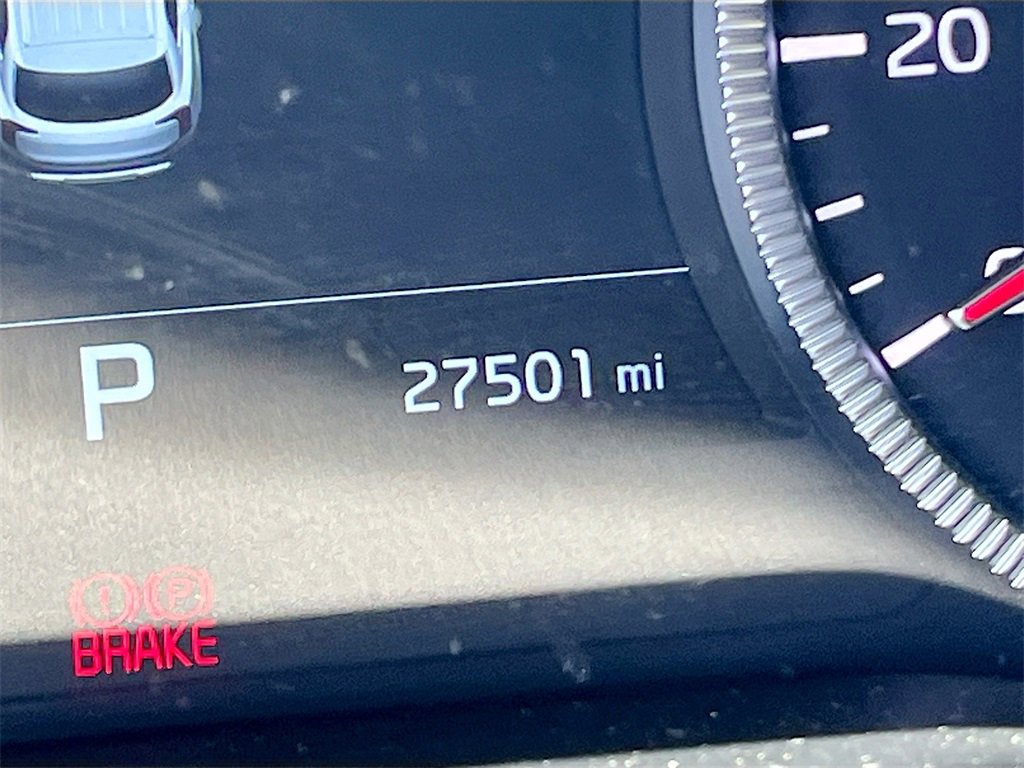 20
P
27501 mi
(!) (P)
BRAKE